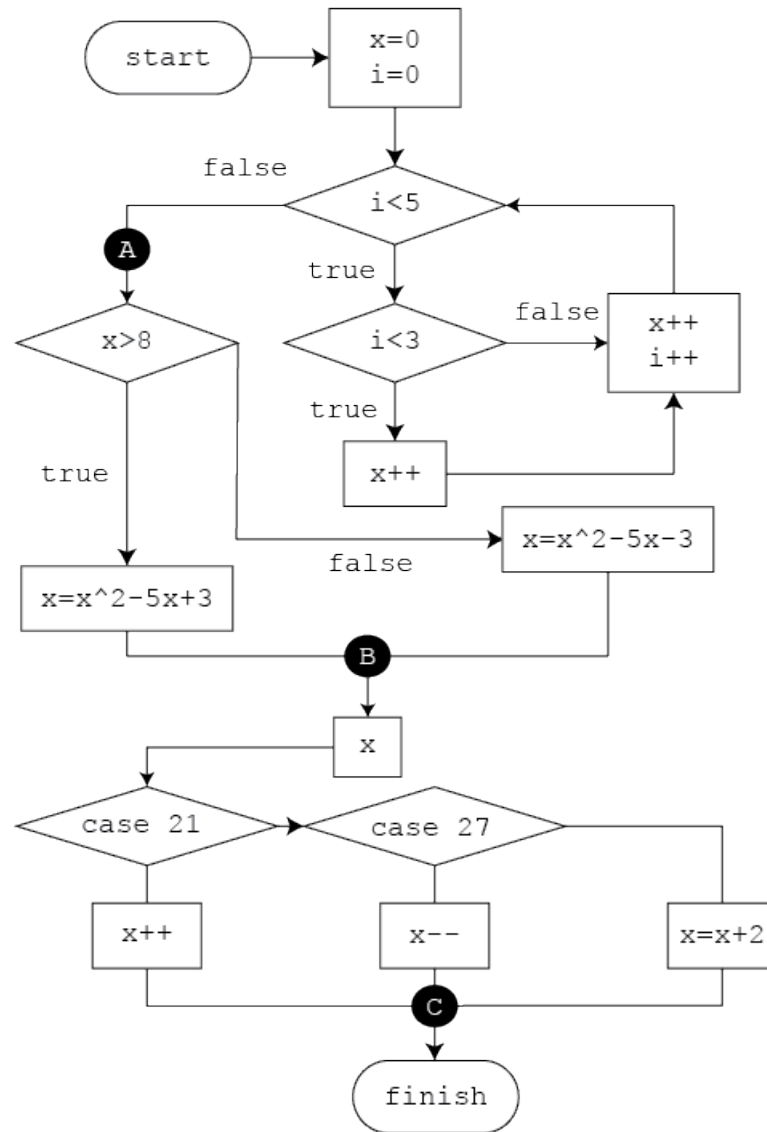 start
x=0
i=0
false
i<5
A
true
x>8
i<3
false
x++
i++
true
true
x++
x=x^2-5x-3
false
x=x^2-5x+3
B
x
case 21
case 27
x++
x--
x=x+2
C
finish